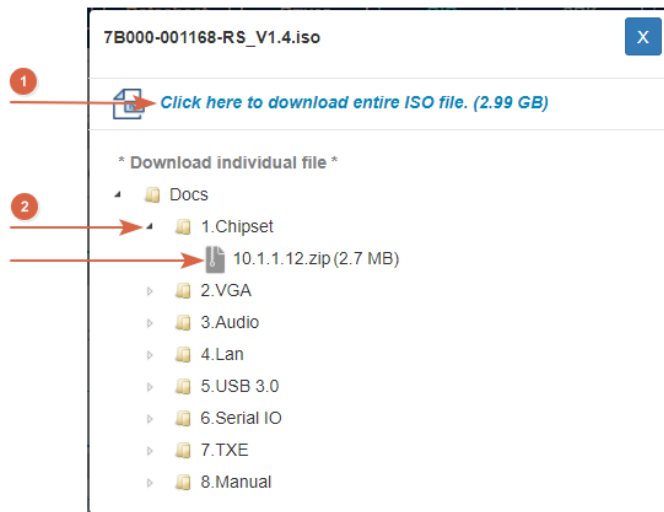 7B000-001168-RS_V1.4.iso
X
1
Click here to download entire ISO file. (2.99 GB)
* Download individual file *
Docs
2
1.Chipset
10.1.1.12.zip (2.7 MB)
2.VGA
3.Audio
4.Lan
5.USB 3.0
6.Serial IO
7.TXE
8.Manual